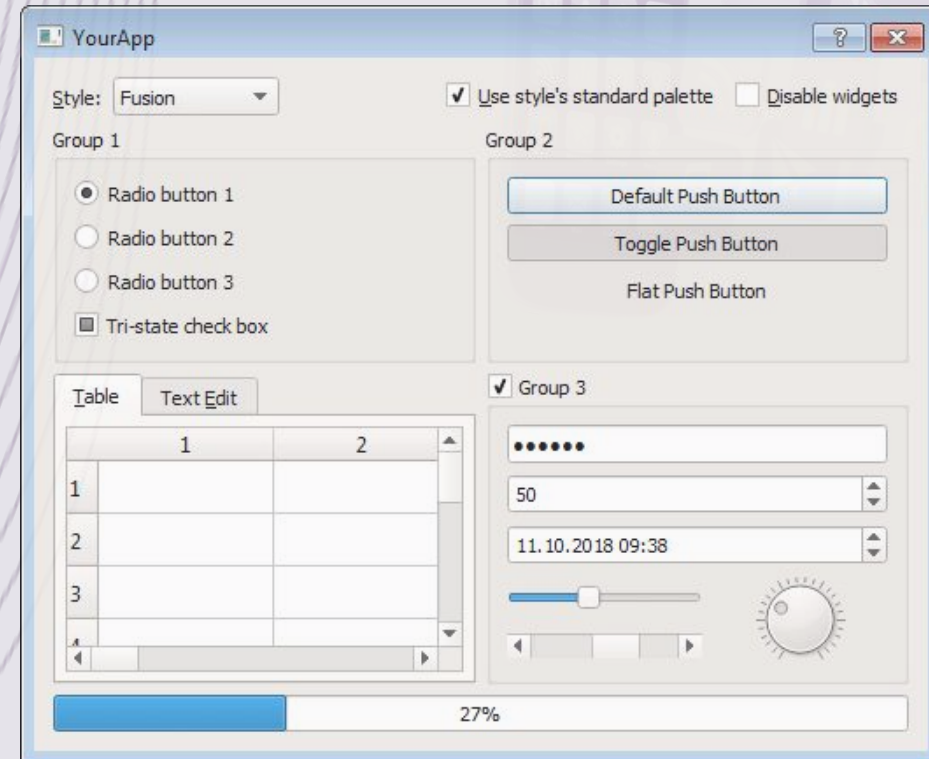 YourApp
Style: Fusion
Use style's standard palette
Disable widgets
Group 1
Radio button 1
Radio button 2
Radio button 3
Tri-state check box
Group 2
Default Push Button
Toggle Push Button
Flat Push Button
Table
Text Edit
1 2
1
2
3
4
Group 3
••••••
50
11.10.2018 09:38
27%